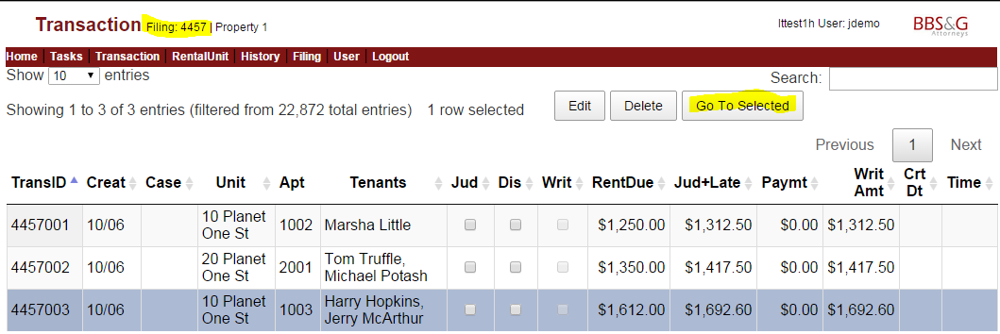 Transaction Filing: 4457 | Property 1
lttest1h User: jdemo
BBS&G
Attorneys
Home Tasks Transaction RentalUnit History Filing User Logout
Show 10 entries
Search:
Showing 1 to 3 of 3 entries (filtered from 22,872 total entries) 1 row selected
Edit Delete Go To Selected
Previous 1 Next
TransID Creat Case Unit Apt Tenants Jud Dis Writ RentDue Jud+Late Paymt Writ Amt Crt Dt Time
4457001 10/06 10 Planet One St 1002 Marsha Little $1,250.00 $1,312.50 $0.00 $1,312.50
4457002 10/06 20 Planet One St 2001 Tom Truffle, Michael Potash $1,350.00 $1,417.50 $0.00 $1,417.50
4457003 10/06 10 Planet One St 1003 Harry Hopkins, Jerry McArthur $1,612.00 $1,692.60 $0.00 $1,692.60